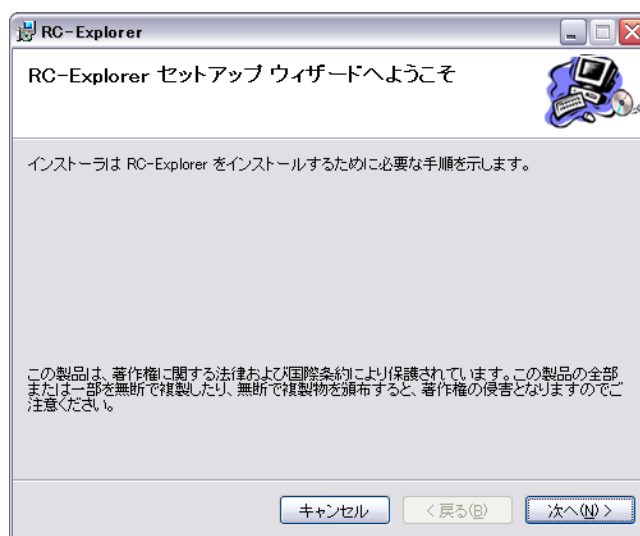 RC-Explorer
RC-Explorer セットアップ ウィザードへようこそ
インストーラは RC-Explorer をインストールするために必要な手順を示します。
この製品は、著作権に関する法律および国際条約により保護されています。この製品の全部
または一部を無断で複製したり、無断で複製物を頒布すると、著作権の侵害となりますのでご
注意ください。
キャンセル
< 戻る(B)
次へ(N) >